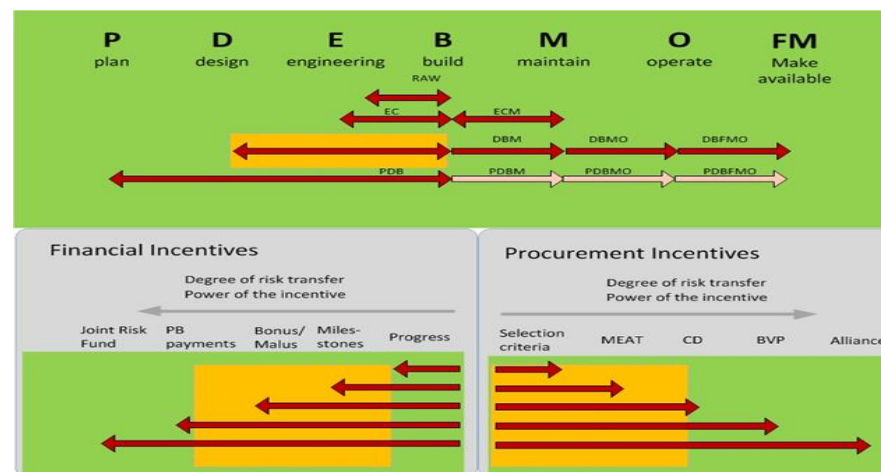 P D E B M O FM
plan design engineering build maintain operate Make
available
RAW
EC ECM
DBM DBMO DBFMO
PDB PDBM PDBMO PDBFMO
Financial Incentives
Degree of risk transfer
Power of the incentive
Joint Risk PB Bonus/ Miles- Progress
Fund payments Malus stones
Procurement Incentives
Degree of risk transfer
Power of the incentive
Selection MEAT CD BVP Alliance
criteria